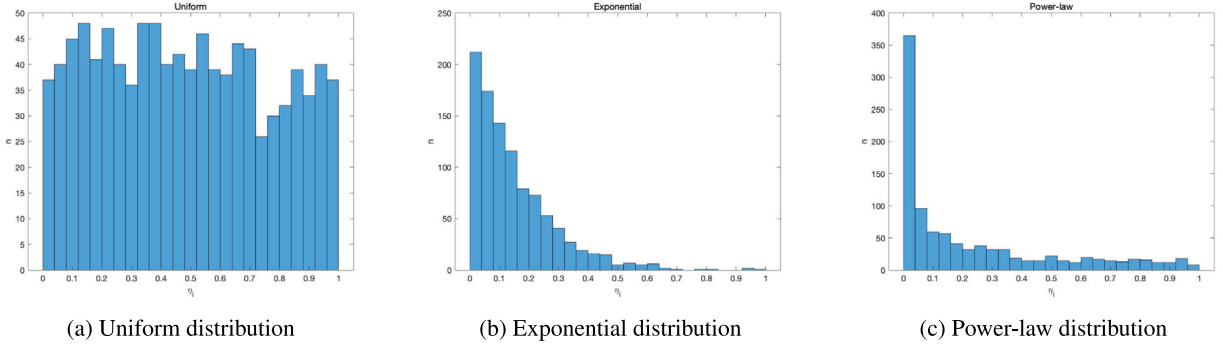 Uniform
50
45
40
35
30
25
20
15
10
5
0
n
0 0.1 0.2 0.3 0.4 0.5 0.6 0.7 0.8 0.9 1
ηi
(a) Uniform distribution
Exponential
250
200
150
100
50
0
n
0 0.1 0.2 0.3 0.4 0.5 0.6 0.7 0.8 0.9 1
ηi
(b) Exponential distribution
Power-law
400
350
300
250
200
150
100
50
0
n
0 0.1 0.2 0.3 0.4 0.5 0.6 0.7 0.8 0.9 1
ηi
(c) Power-law distribution